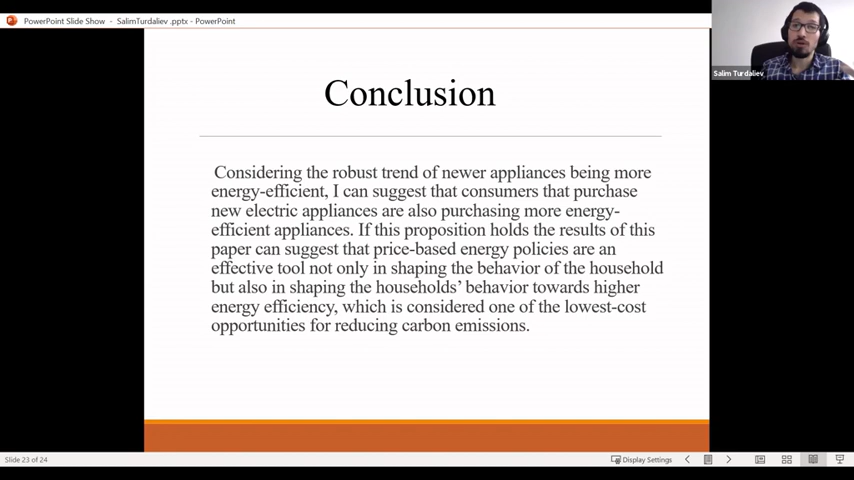 PowerPoint Slide Show - SalimTurdaliev .pptx - PowerPoint
Salim Turdaliev
Conclusion
Considering the robust trend of newer appliances being more
energy-efficient, I can suggest that consumers that purchase
new electric appliances are also purchasing more energy-
efficient appliances. If this proposition holds the results of this
paper can suggest that price-based energy policies are an
effective tool not only in shaping the behavior of the household
but also in shaping the households’ behavior towards higher
energy efficiency, which is considered one of the lowest-cost
opportunities for reducing carbon emissions.
Slide 23 of 24
Display Settings